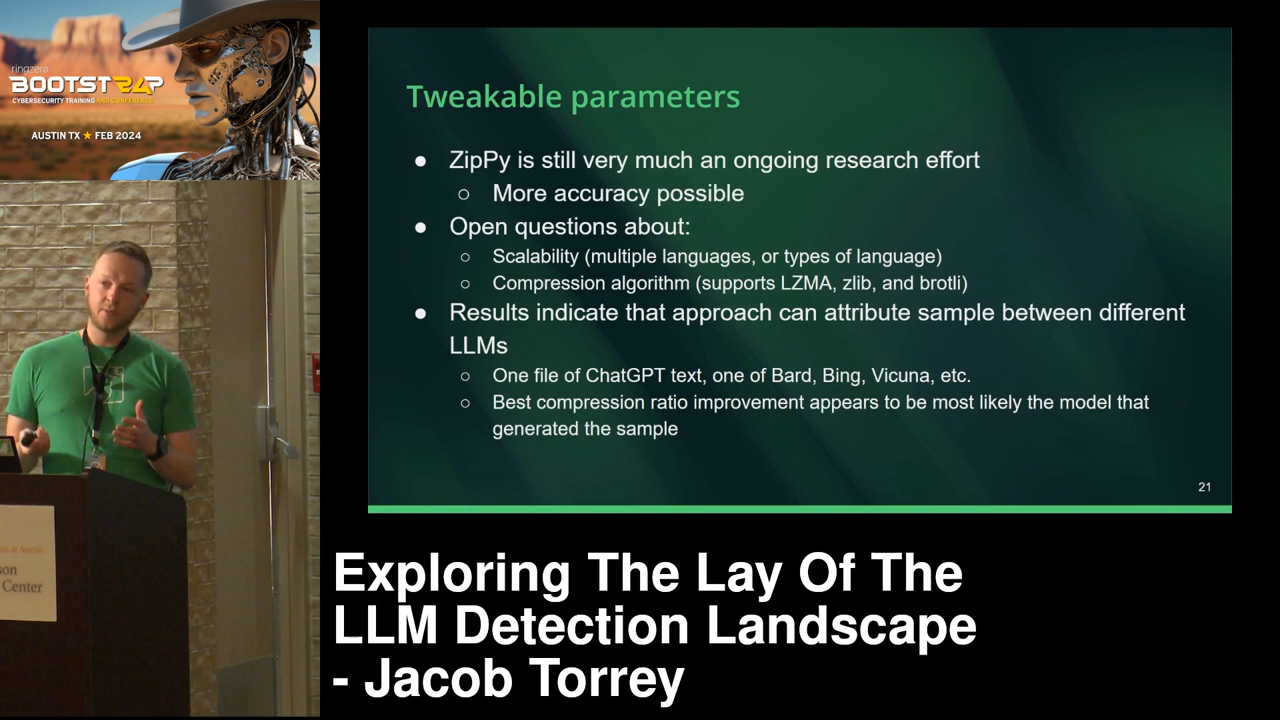 ringzerø
BOOTSTR24P
CYBERSECURITY TRAINING AND CONFERENCE
AUSTIN TX ★ FEB 2024
Tweakable parameters
● ZipPy is still very much an ongoing research effort
○ More accuracy possible
● Open questions about:
○ Scalability (multiple languages, or types of language)
○ Compression algorithm (supports LZMA, zlib, and brotli)
● Results indicate that approach can attribute sample between different
LLMs
○ One file of ChatGPT text, one of Bard, Bing, Vicuna, etc.
○ Best compression ratio improvement appears to be most likely the model that
generated the sample
21
at Austin
son
Center
Exploring The Lay Of The
LLM Detection Landscape
- Jacob Torrey